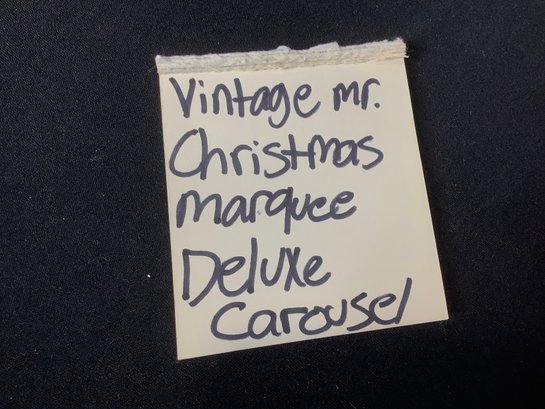 Vintage mr.
Christmas
marquee
Deluxe
Carousel